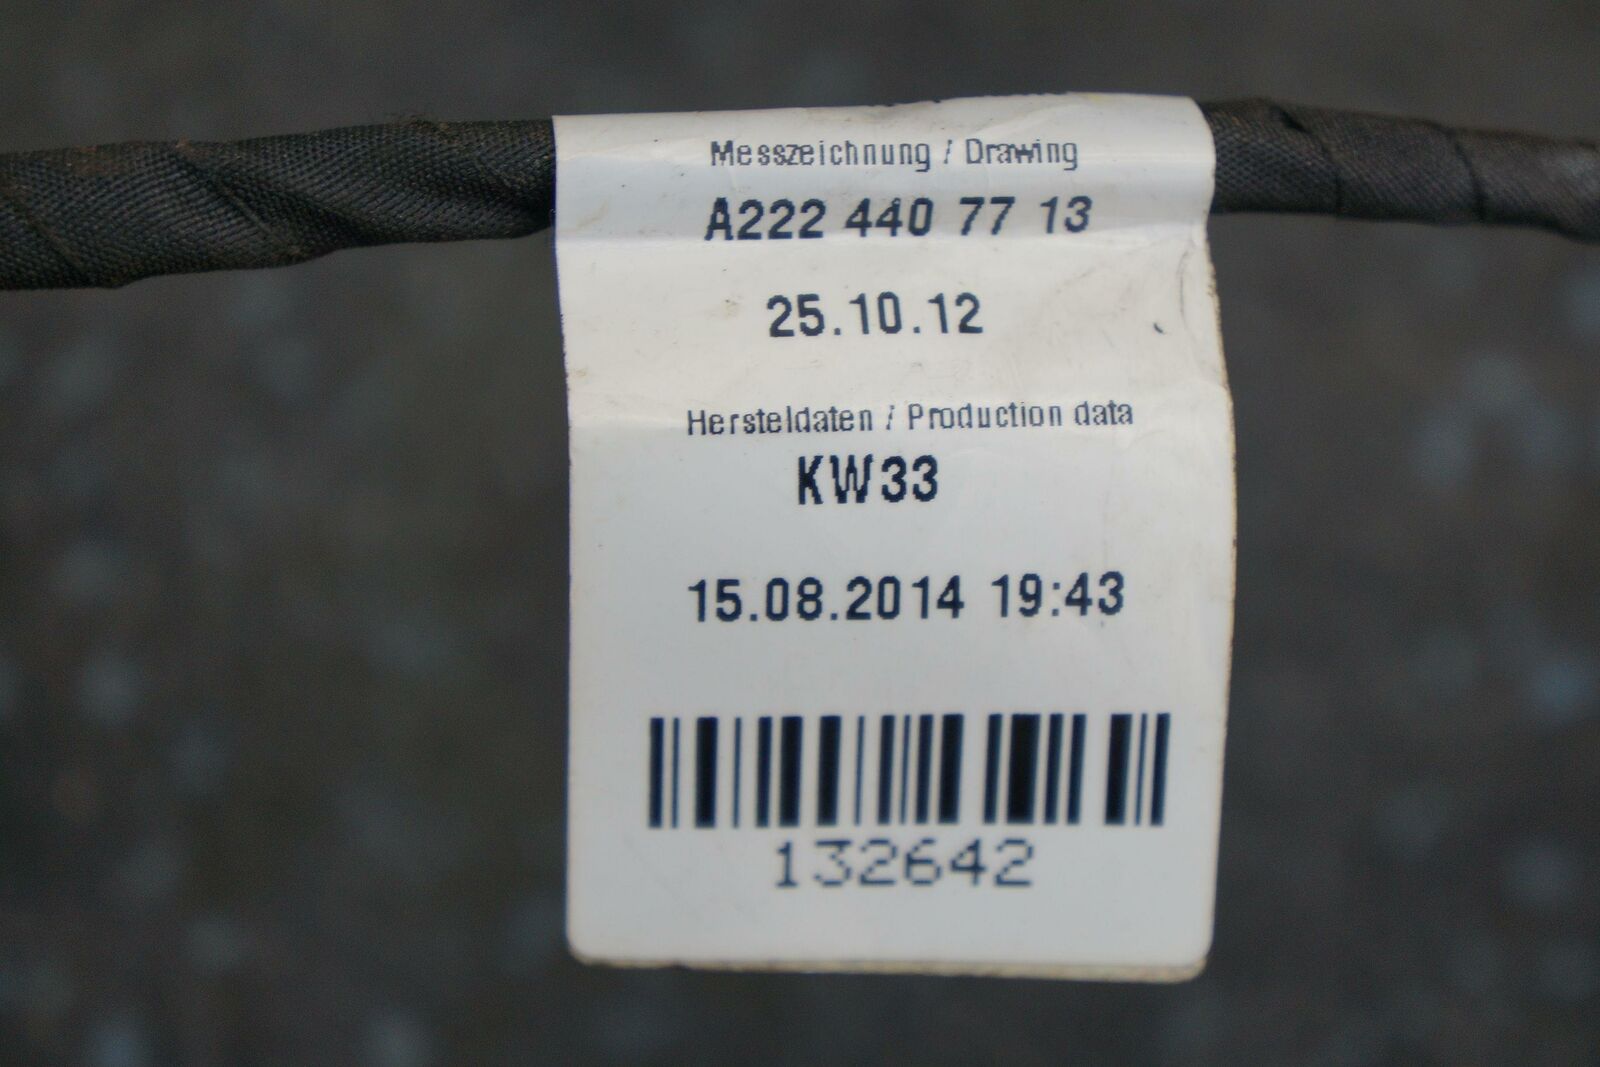 Messzeichnung / Drawing
A222 440 77 13
25.10.12
Hersteldaten / Production data
KW33
15.08.2014 19:43
132642